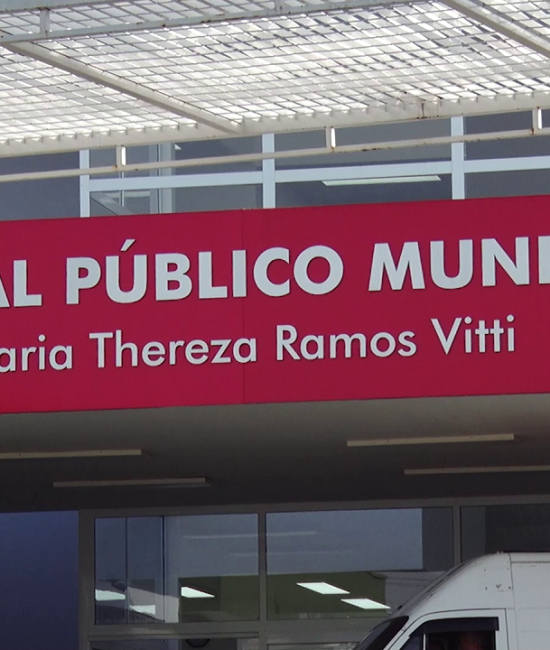 AL PÚBLICO MUNI
aria Thereza Ramos Vitti